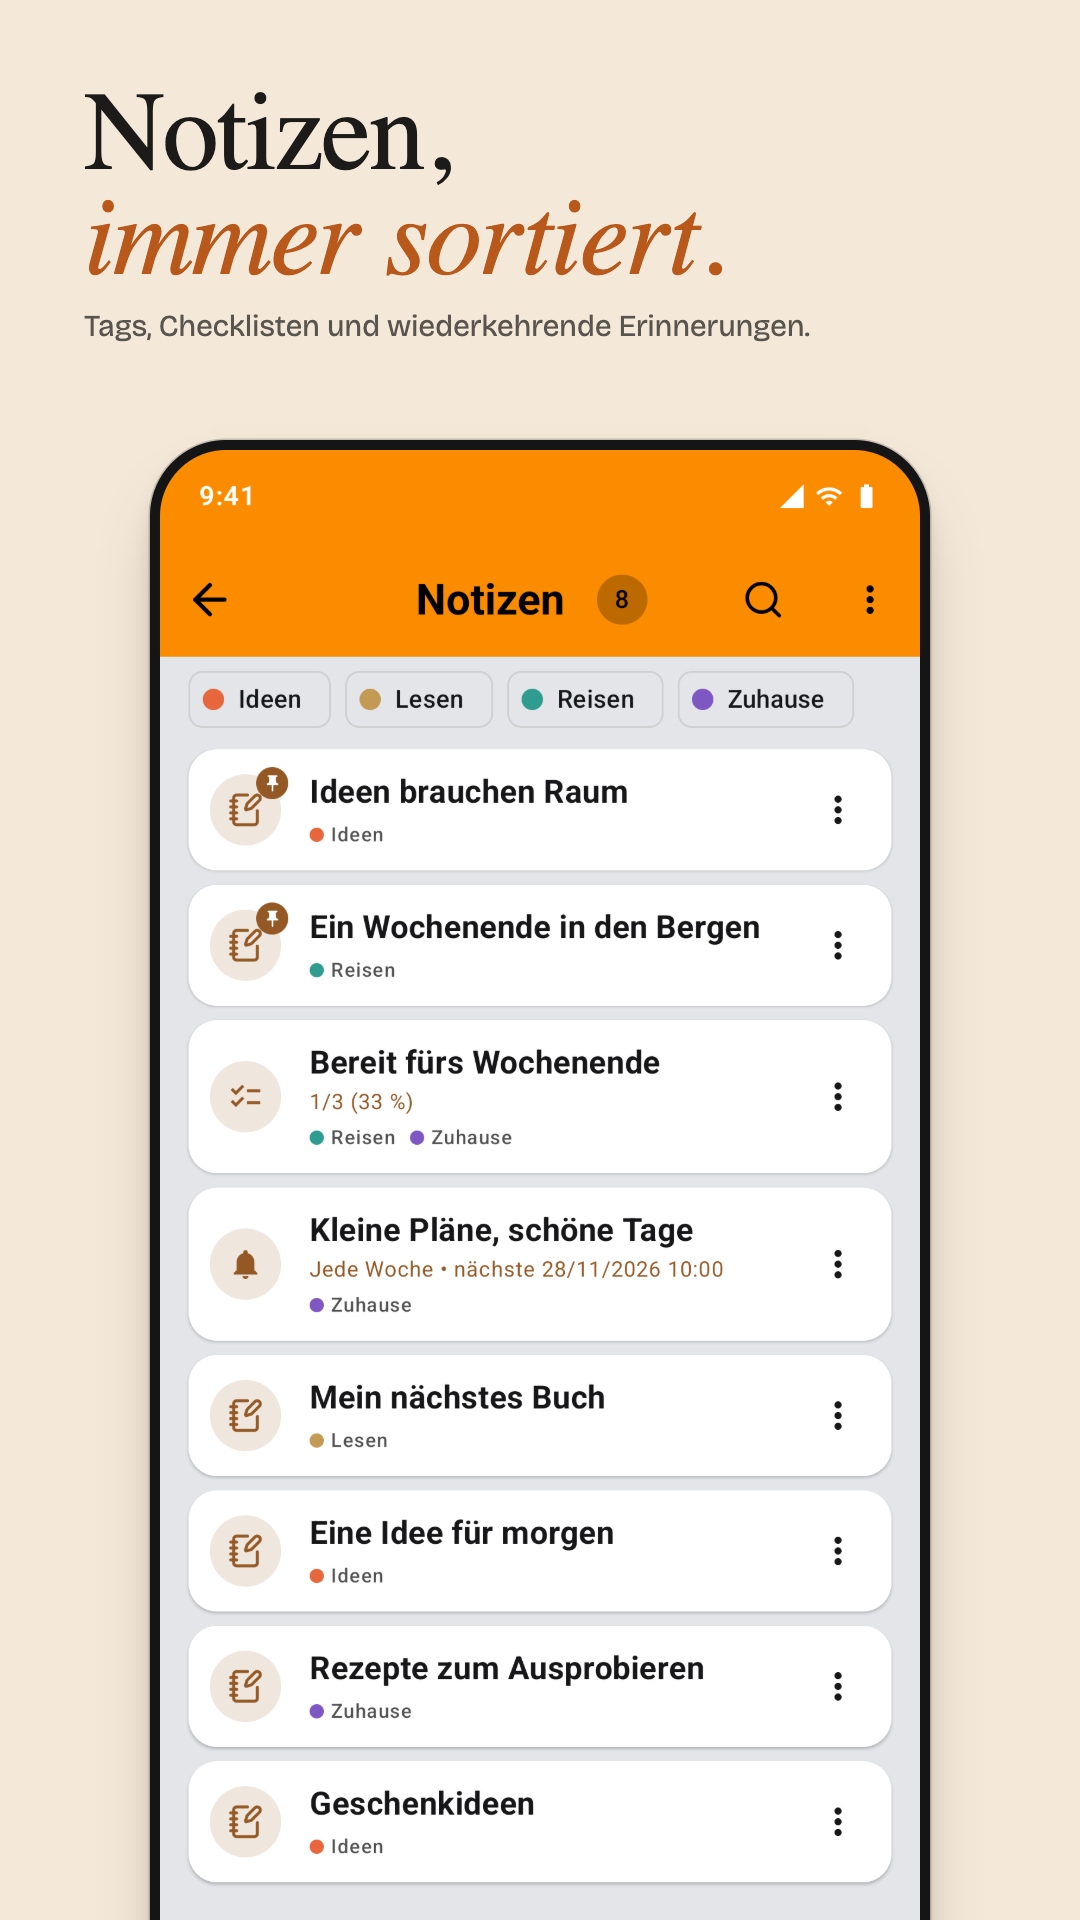 Notizen,
immer sortiert.
Tags, Checklisten und wiederkehrende Erinnerungen.
9:41
Notizen 8
Ideen Lesen Reisen Zuhause
Ideen brauchen Raum
Ideen
Ein Wochenende in den Bergen
Reisen
Bereit fürs Wochenende
1/3 (33 %)
Reisen Zuhause
Kleine Pläne, schöne Tage
Jede Woche • nächste 28/11/2026 10:00
Zuhause
Mein nächstes Buch
Lesen
Eine Idee für morgen
Ideen
Rezepte zum Ausprobieren
Zuhause
Geschenkideen
Ideen